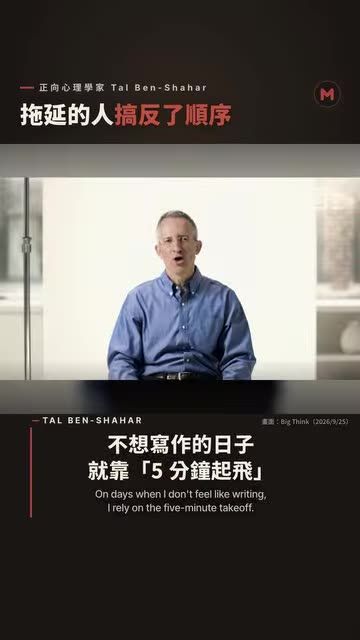 正向心理學家 Tal Ben-Shahar
拖延的人搞反了順序
M
TAL BEN-SHAHAR
畫面：Big Think（2026/9/25）
不想寫作的日子
就靠「5 分鐘起飛」
On days when I don't feel like writing,
I rely on the five-minute takeoff.